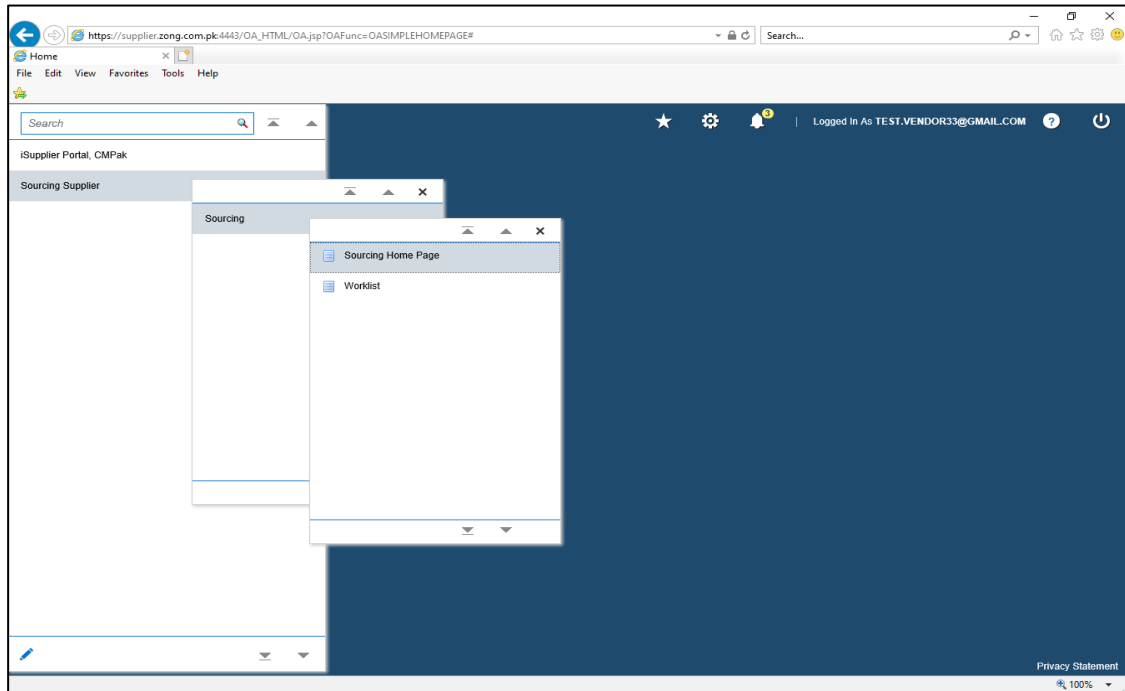 https://supplier.zong.com.pk:4443/OA_HTML/OA.jsp?OAFunc=OASIMPLEHOMEPAGE#
Search...
Home
File Edit View Favorites Tools Help
Search
3
Logged In As TEST.VENDOR33@GMAIL.COM
?
iSupplier Portal, CMPak
Sourcing Supplier
Sourcing
Sourcing Home Page
Worklist
Privacy Statement
100%